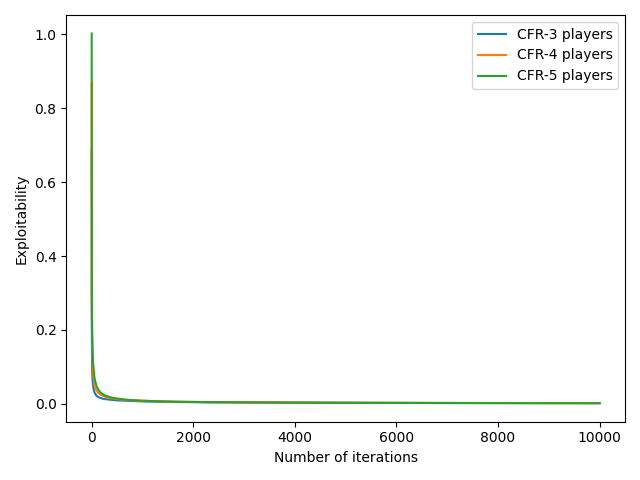 CFR-3 players
CFR-4 players
CFR-5 players
1.0
0.8
0.6
0.4
0.2
0.0
Exploitability
0 2000 4000 6000 8000 10000
Number of iterations